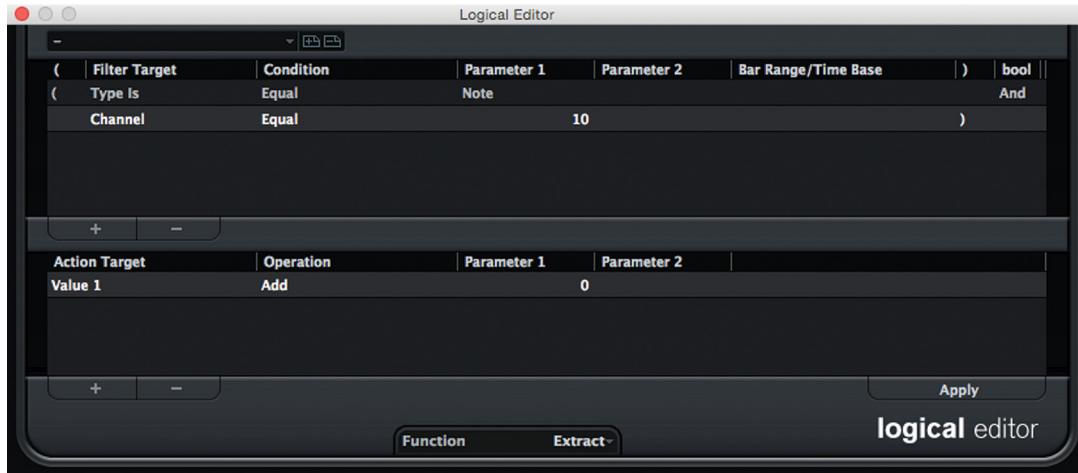 Logical Editor
–
( Filter Target Condition Parameter 1 Parameter 2 Bar Range/Time Base ) bool
( Type Is Equal Note And
Channel Equal 10 )
+ –
Action Target Operation Parameter 1 Parameter 2
Value 1 Add 0
+ –
Apply
logical editor
Function Extract